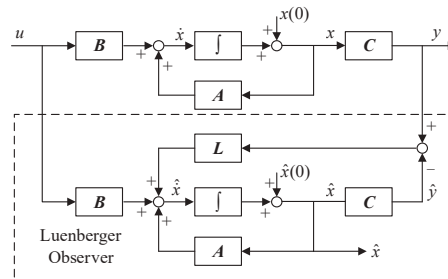 x(0)
u B + + ẋ ∫ + + x C y
A
L + −
x̂(0)
B + + + x̂̇ ∫ + + x̂ C ŷ
Luenberger
Observer
A x̂